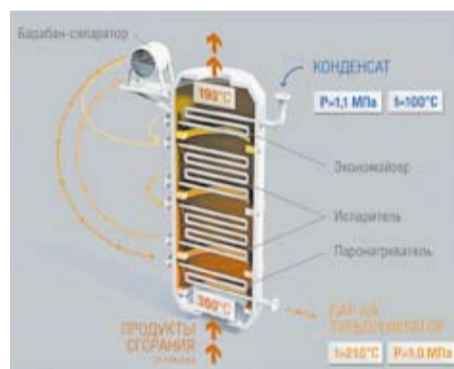 Барабан-сепаратор
190°C
КОНДЕНСАТ
P=1,1 МПа t=100°C
Экономайзер
Испаритель
Паронагреватель
360°C
ПРОДУКТЫ
СГОРАНИЯ
ПАР НА
ТУРБОГЕНЕРАТОР
t=210°C P=1,0 МПа